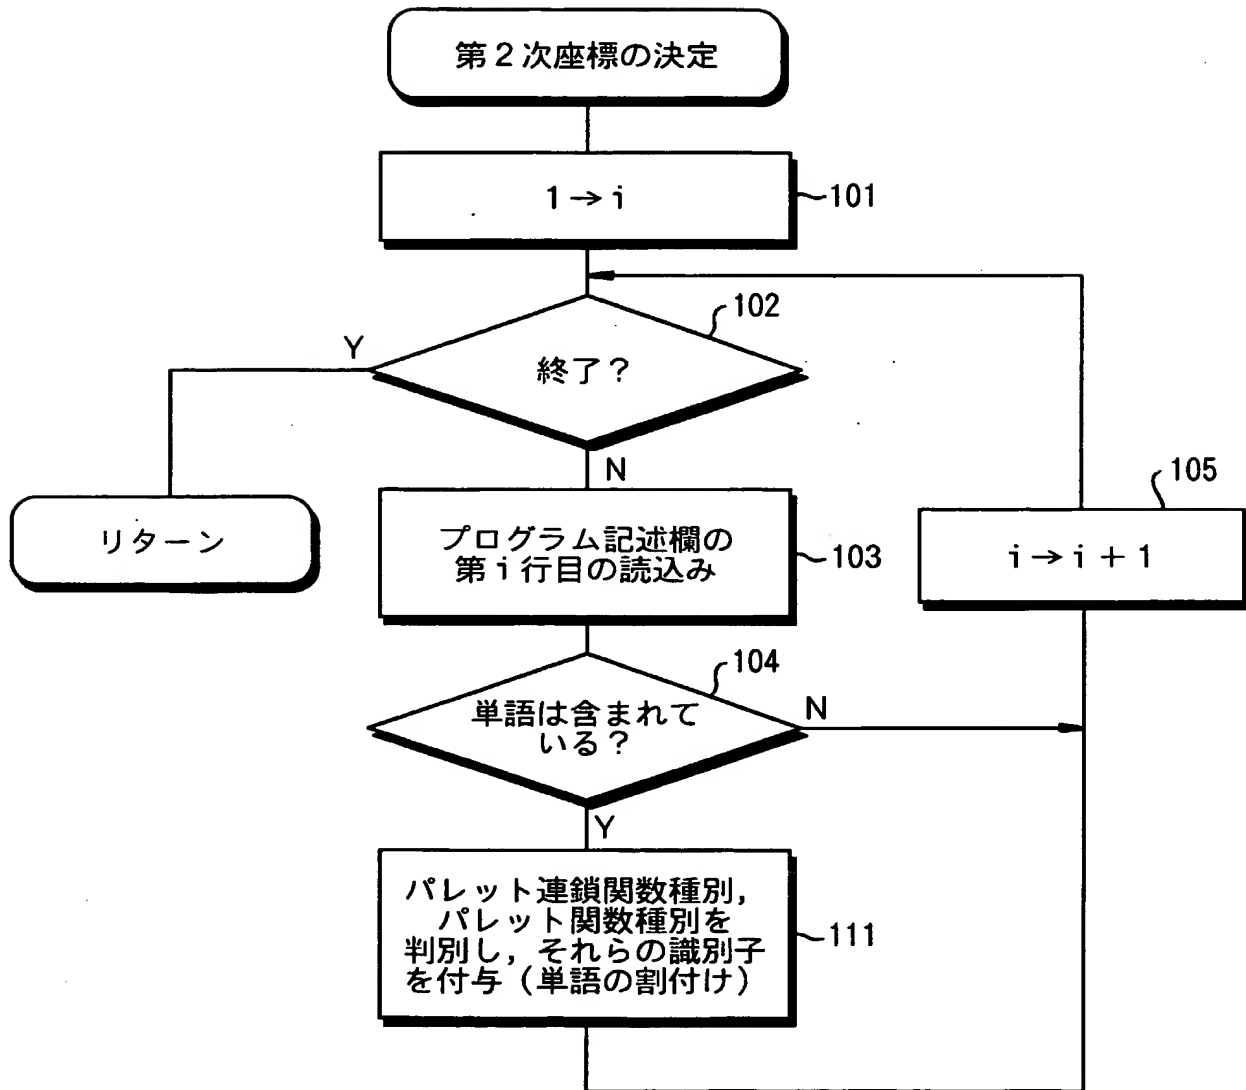 第2次座標の決定
1→i
101
102
終了?
Y
N
リターン
プログラム記述欄の
第i行目の読込み
103
105
i→i+1
104
単語は含まれて
いる?
N
Y
パレット連鎖関数種別,
パレット関数種別を
判別し,それらの識別子
を付与(単語の割付け)
111